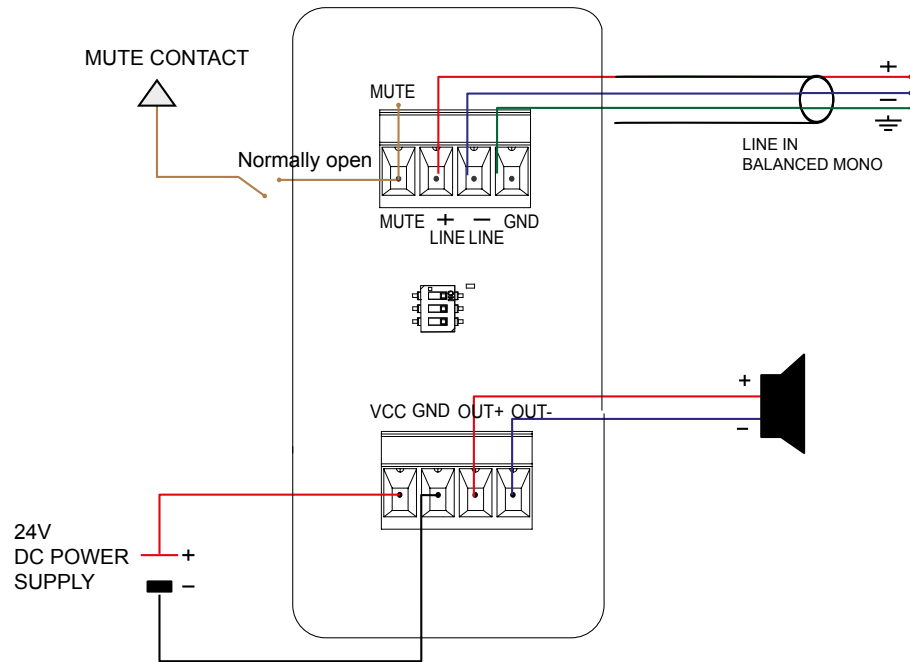 MUTE CONTACT
MUTE
Normally open
+
−
LINE IN
BALANCED MONO
MUTE + − GND
LINE LINE
VCC GND OUT+ OUT-
+
−
24V
DC POWER
SUPPLY
+
−